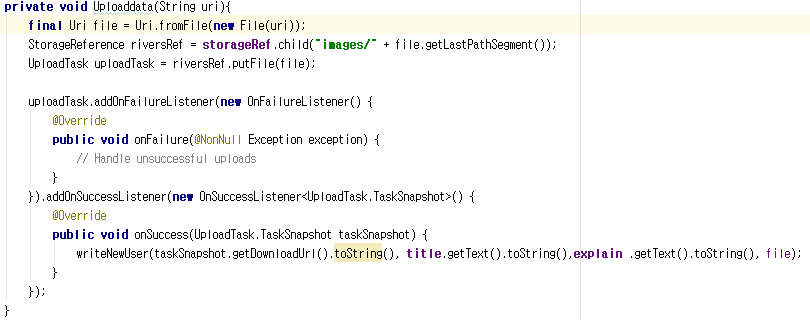 private void Uploaddata(String uri){
final Uri file = Uri.fromFile(new File(uri));
StorageReference riversRef = storageRef.child("images/" + file.getLastPathSegment());
UploadTask uploadTask = riversRef.putFile(file);
uploadTask.addOnFailureListener(new OnFailureListener() {
@Override
public void onFailure(@NonNull Exception exception) {
// Handle unsuccessful uploads
}
}).addOnSuccessListener(new OnSuccessListener<UploadTask.TaskSnapshot>() {
@Override
public void onSuccess(UploadTask.TaskSnapshot taskSnapshot) {
writeNewUser(taskSnapshot.getDownloadUrl().toString(), title.getText().toString(),explain .getText().toString(), file);
}
});
}